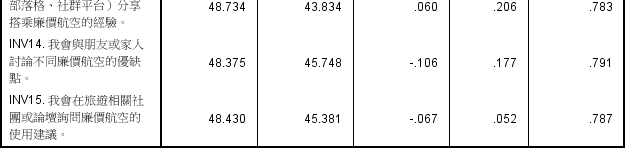 部落格、社群平台）分享 48.734 43.834 .060 .206 .783
搭乘廉價航空的經驗。
INV14. 我會與朋友或家人
討論不同廉價航空的優缺 48.375 45.748 -.106 .177 .791
點。
INV15. 我會在旅遊相關社
團或論壇詢問廉價航空的 48.430 45.381 -.067 .052 .787
使用建議。